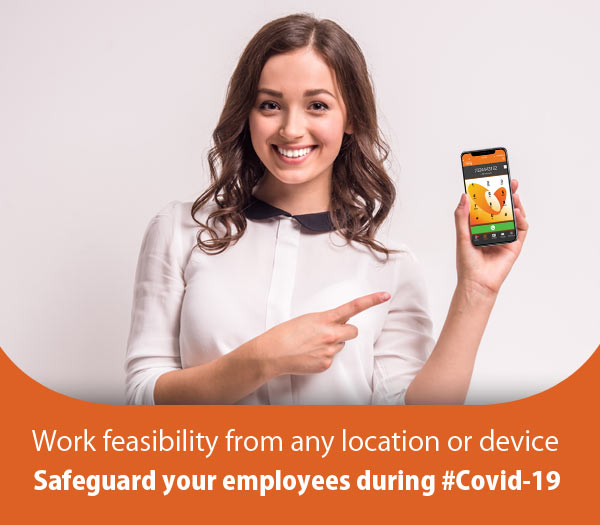 Work feasibility from any location or device
Safeguard your employees during #Covid-19